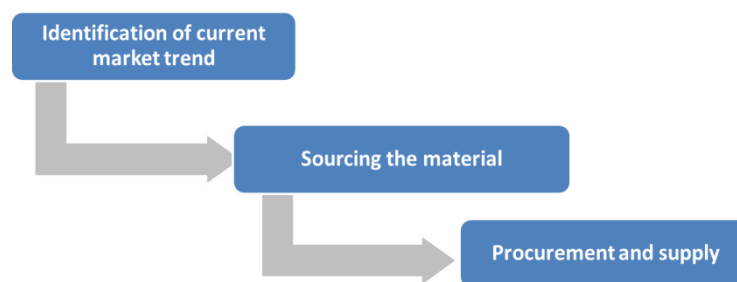 Identification of current
market trend
Sourcing the material
Procurement and supply